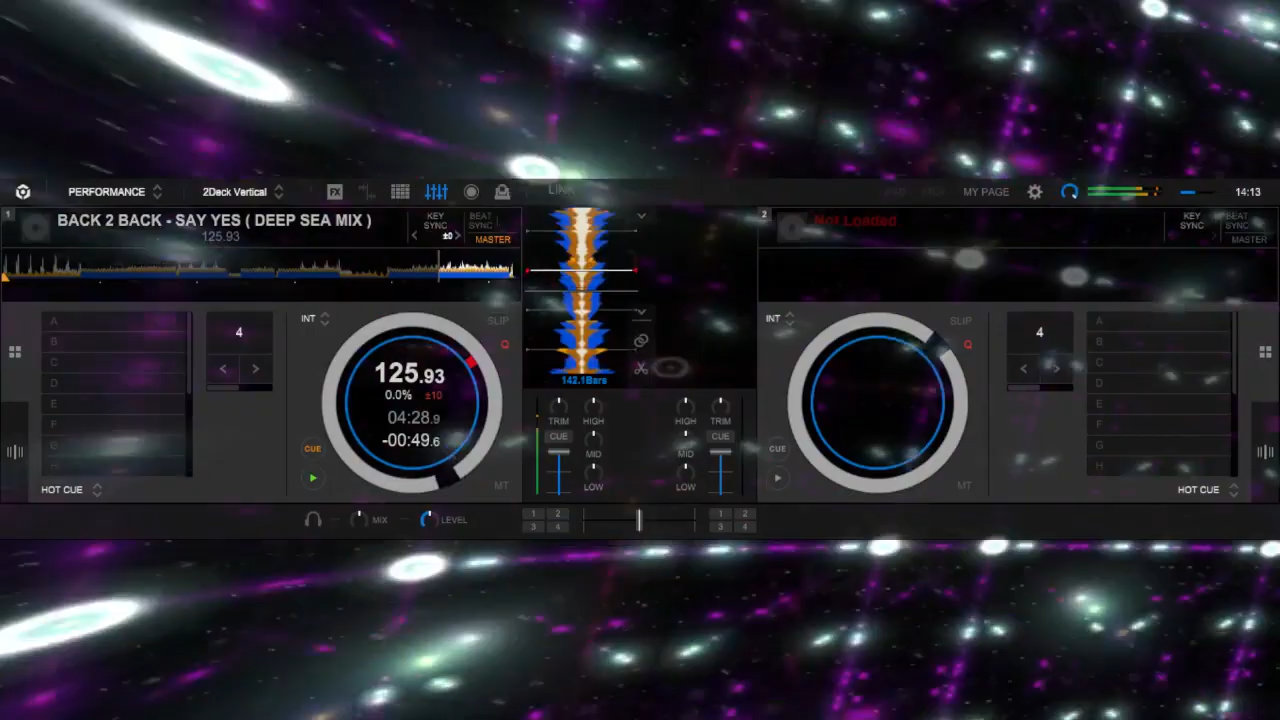 PERFORMANCE 2Deck Vertical FX LINK MY PAGE 14:13
1 BACK 2 BACK - SAY YES ( DEEP SEA MIX )
125.93
KEY SYNC BEAT SYNC
±0 MASTER
2 Not Loaded
KEY SYNC BEAT SYNC
MASTER
A
B
C
D
E
F
G
H
HOT CUE
4
INT
SLIP
Q
125.93
0.0% ±10
04:28.9
-00:49.6
CUE
MT
142.1Bars
TRIM HIGH HIGH TRIM
CUE CUE
MID MID
LOW LOW
INT
SLIP
Q
CUE
MT
4
A
B
C
D
E
F
G
H
HOT CUE
MIX LEVEL
1 2 1 2
3 4 3 4